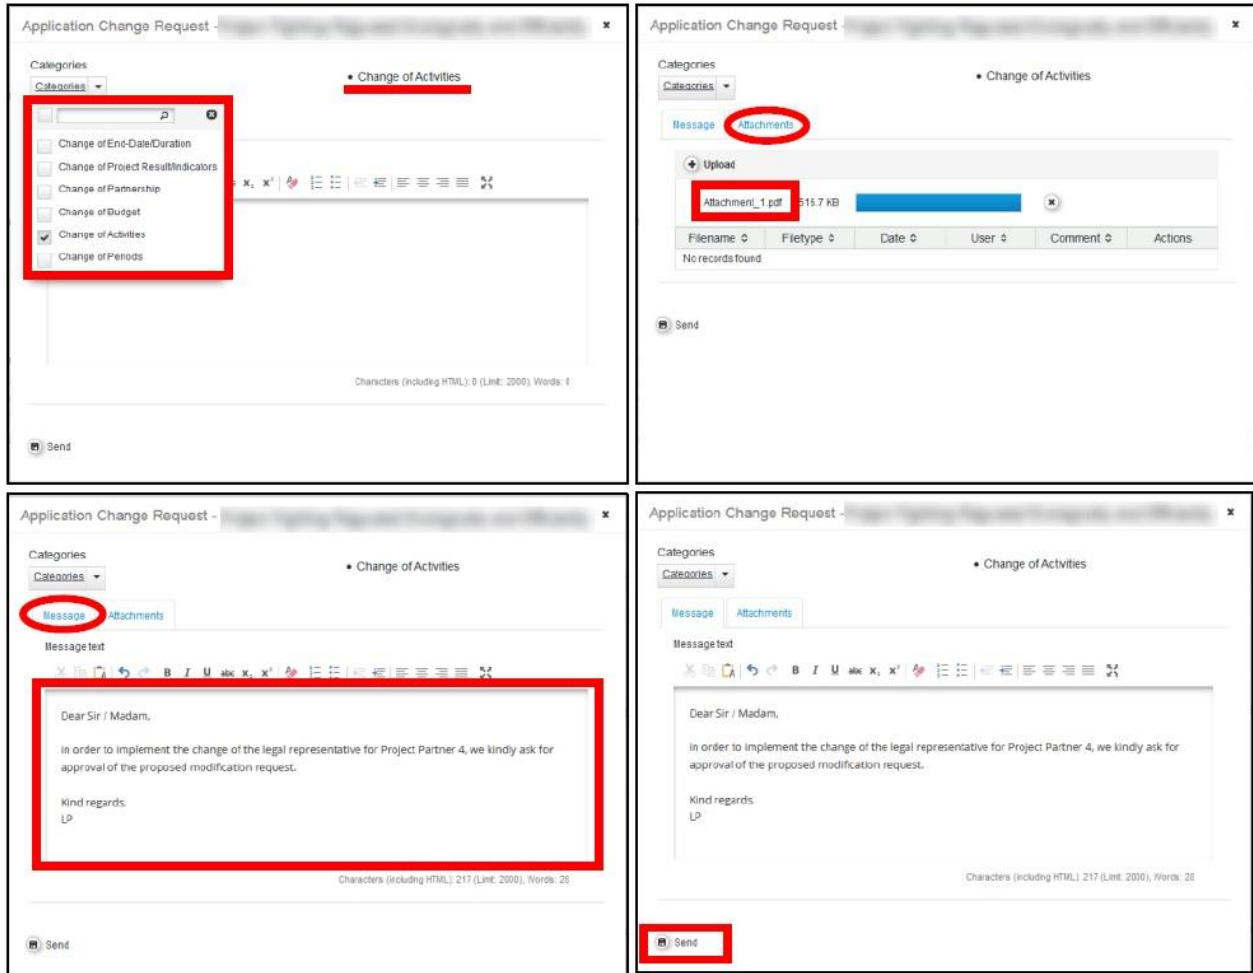 Application Change Request -
Categories
Categories
• Change of Activities
Change of End-Date/Duration
Change of Project Result/Indicators
Change of Partnership
Change of Budget
Change of Activities
Change of Periods
Characters (including HTML): 0 (Limit: 2000), Words: 0
Send
Application Change Request -
Categories
Categories
• Change of Activities
Message Attachments
Upload
Attachment_1.pdf 516.7 KB
Filename Filetype Date User Comment Actions
No records found
Send
Application Change Request -
Categories
Categories
• Change of Activities
Message Attachments
Message text
B I U abc x₂ x²
Dear Sir / Madam,
in order to implement the change of the legal representative for Project Partner 4, we kindly ask for
approval of the proposed modification request.
Kind regards,
LP
Characters (including HTML): 217 (Limit: 2000), Words: 28
Send
Application Change Request -
Categories
Categories
• Change of Activities
Message Attachments
Message text
B I U abc x₂ x²
Dear Sir / Madam,
in order to implement the change of the legal representative for Project Partner 4, we kindly ask for
approval of the proposed modification request.
Kind regards,
LP
Characters (including HTML): 217 (Limit: 2000), Words: 28
Send